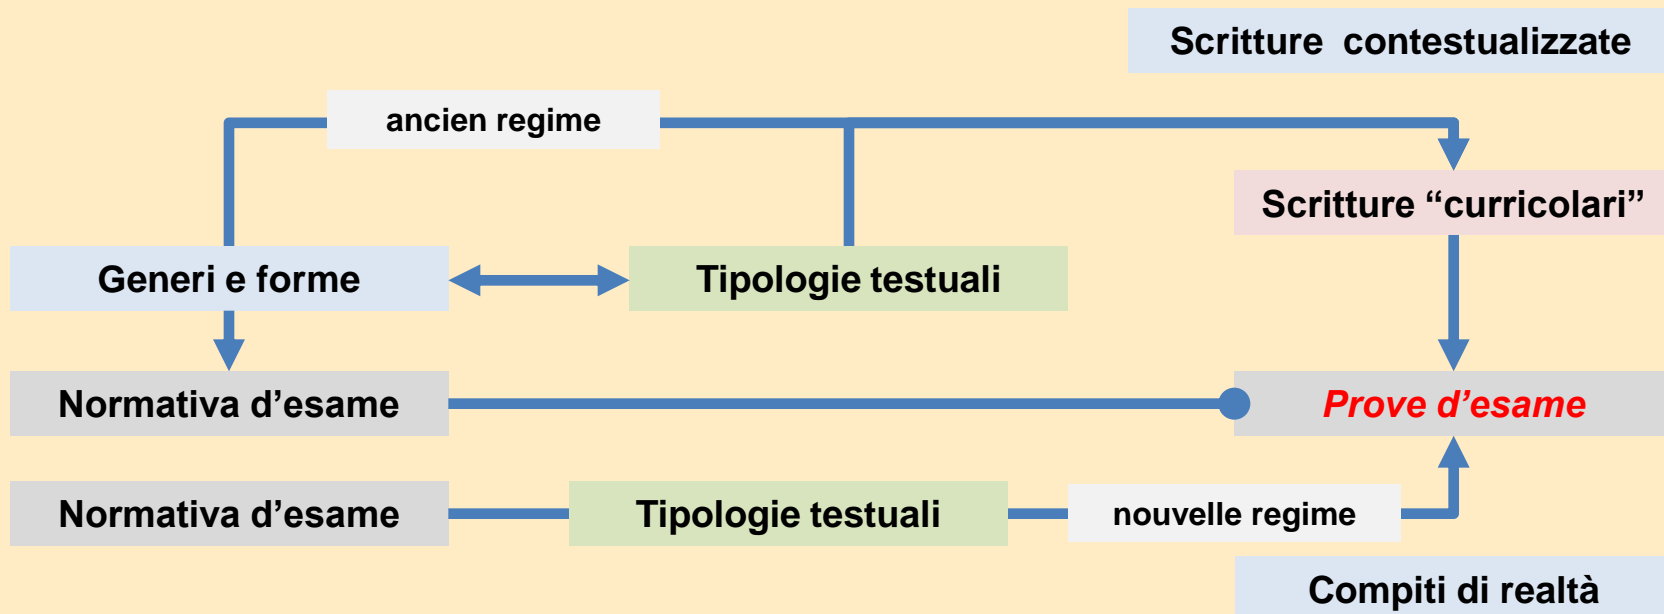 Scritture contestualizzate
ancien regime
Scritture “curricolari”
Generi e forme
Tipologie testuali
Normativa d’esame
Prove d’esame
Normativa d’esame
Tipologie testuali
nouvelle regime
Compiti di realtà